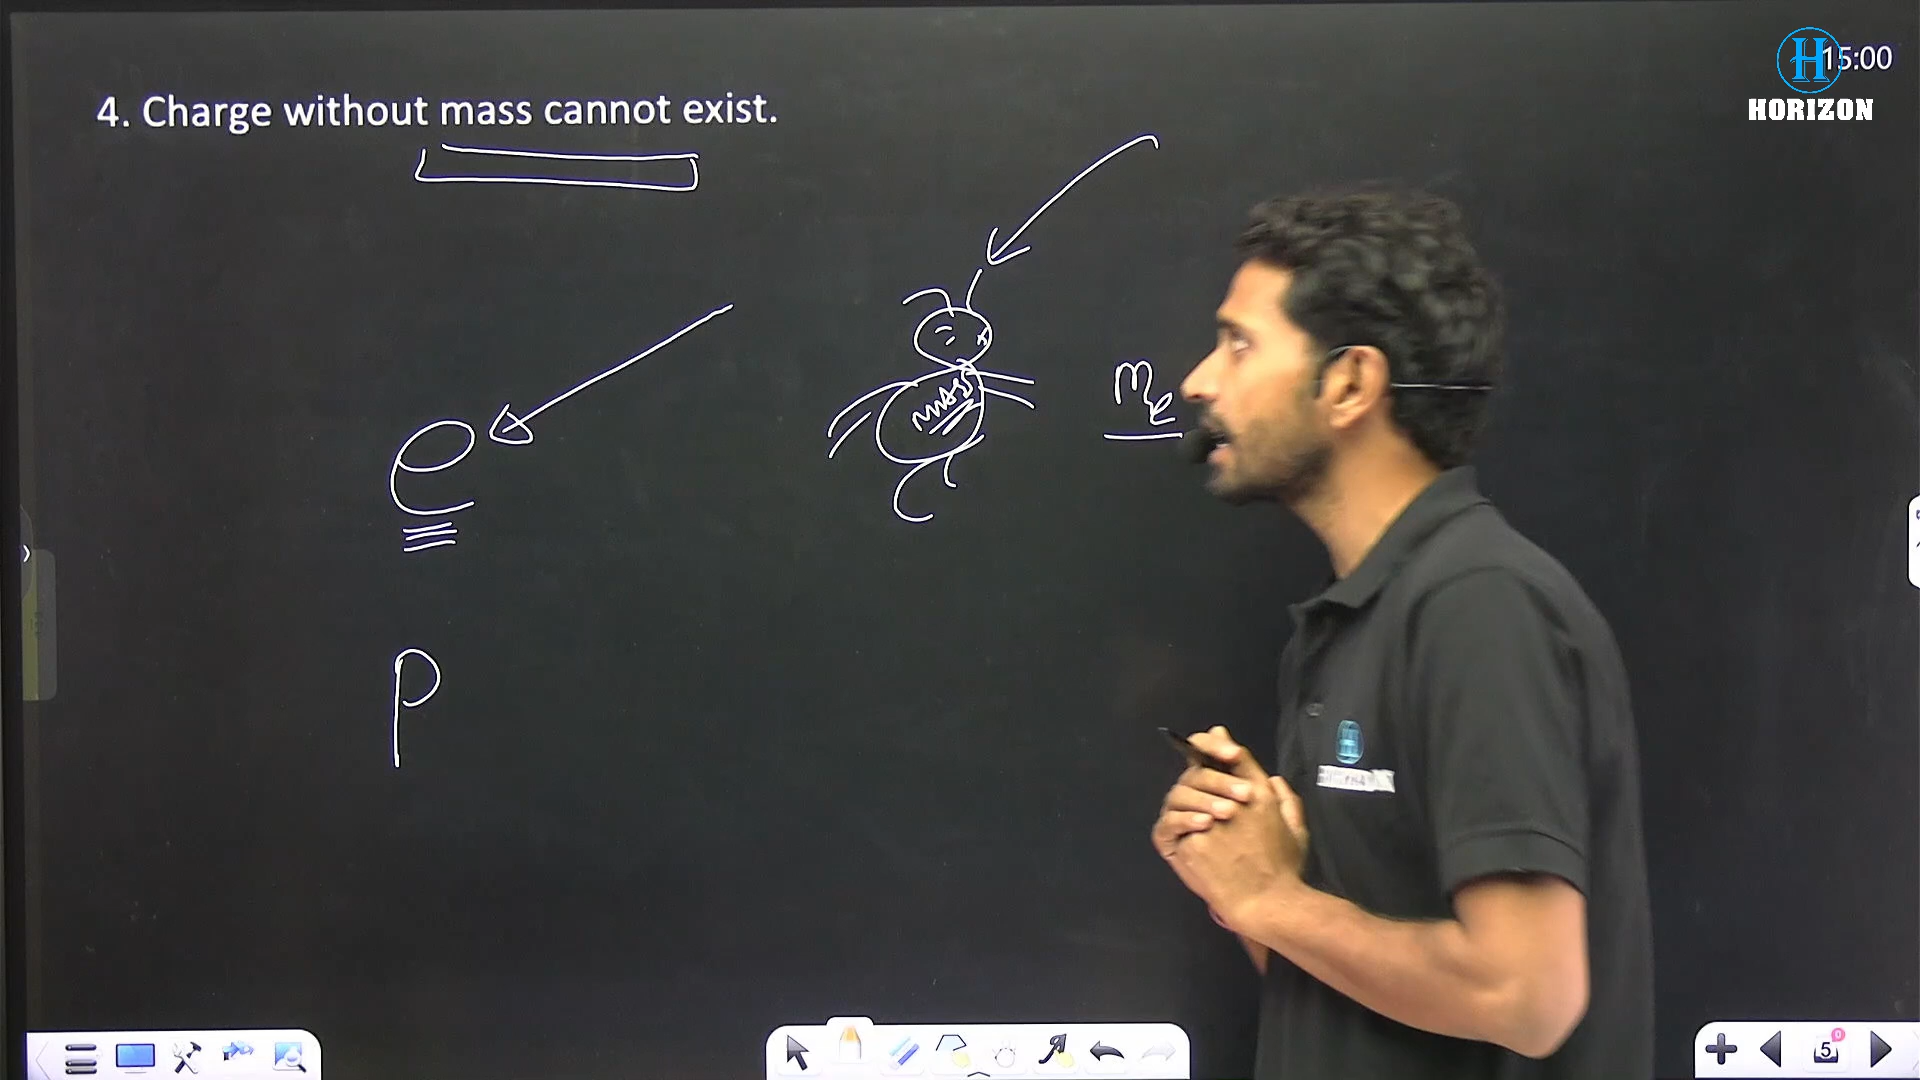 15:00
HORIZON
4. Charge without mass cannot exist.
mass
me
e
P
5